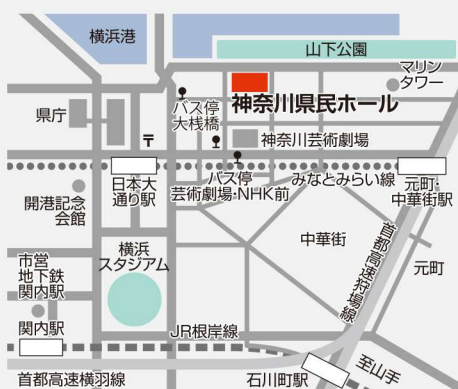 横浜港
山下公園
マリン
タワー
神奈川県民ホール
バス停
大桟橋
県庁
〒
神奈川芸術劇場
日本大
通り駅
バス停
芸術劇場・NHK前
みなとみらい線
元町・
中華街駅
開港記念
会館
横浜
スタジアム
中華街
首都高速狩場線
元町
市営
地下鉄
関内駅
関内駅
JR根岸線
首都高速横羽線
石川町駅
至山手